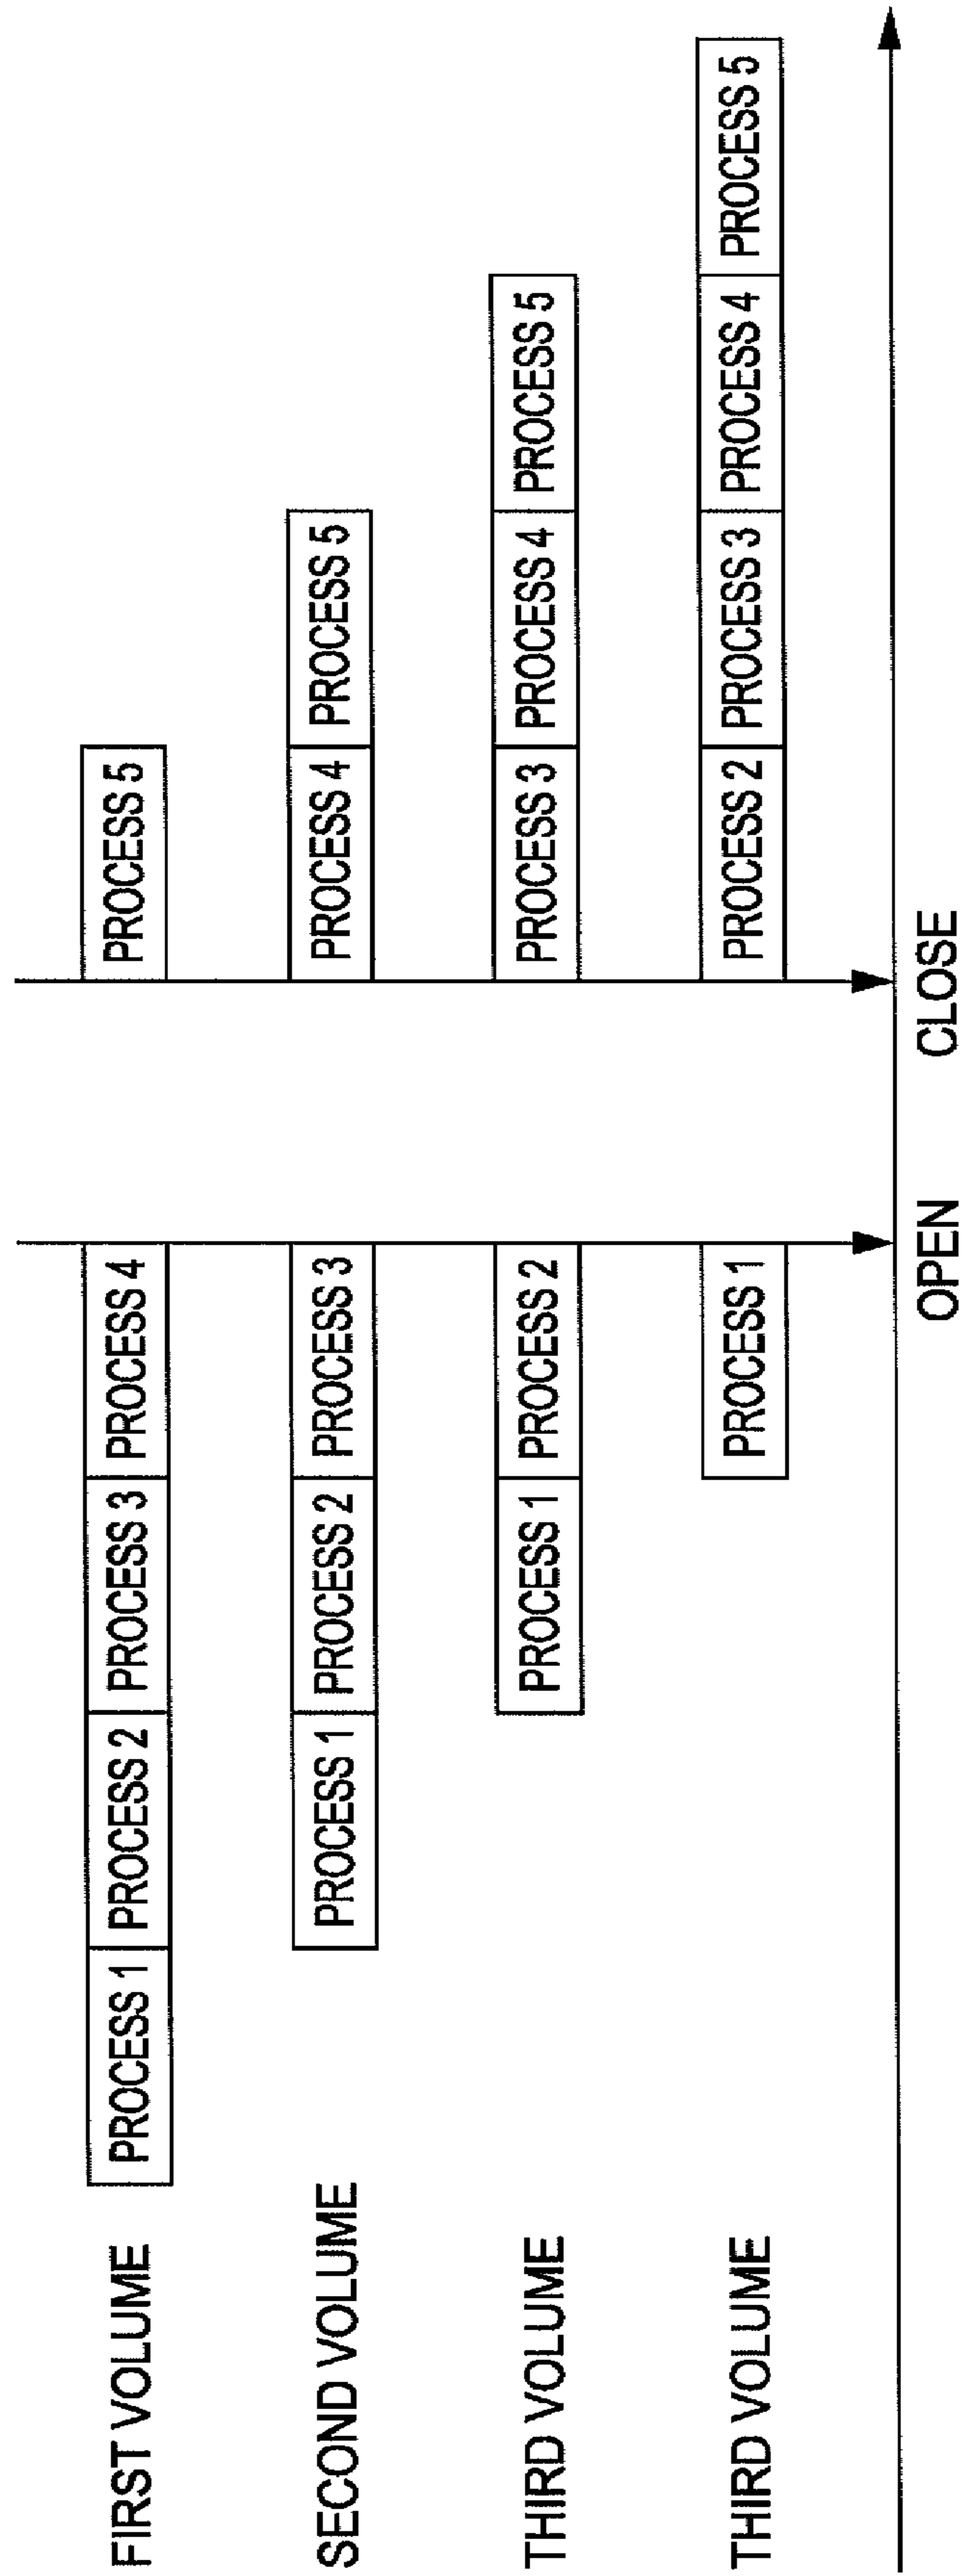 FIRST VOLUME PROCESS 1 PROCESS 2 PROCESS 3 PROCESS 4 PROCESS 5
SECOND VOLUME PROCESS 1 PROCESS 2 PROCESS 3 PROCESS 4 PROCESS 5
THIRD VOLUME PROCESS 1 PROCESS 2 PROCESS 3 PROCESS 4 PROCESS 5
THIRD VOLUME PROCESS 1 PROCESS 2 PROCESS 3 PROCESS 4 PROCESS 5
OPEN CLOSE